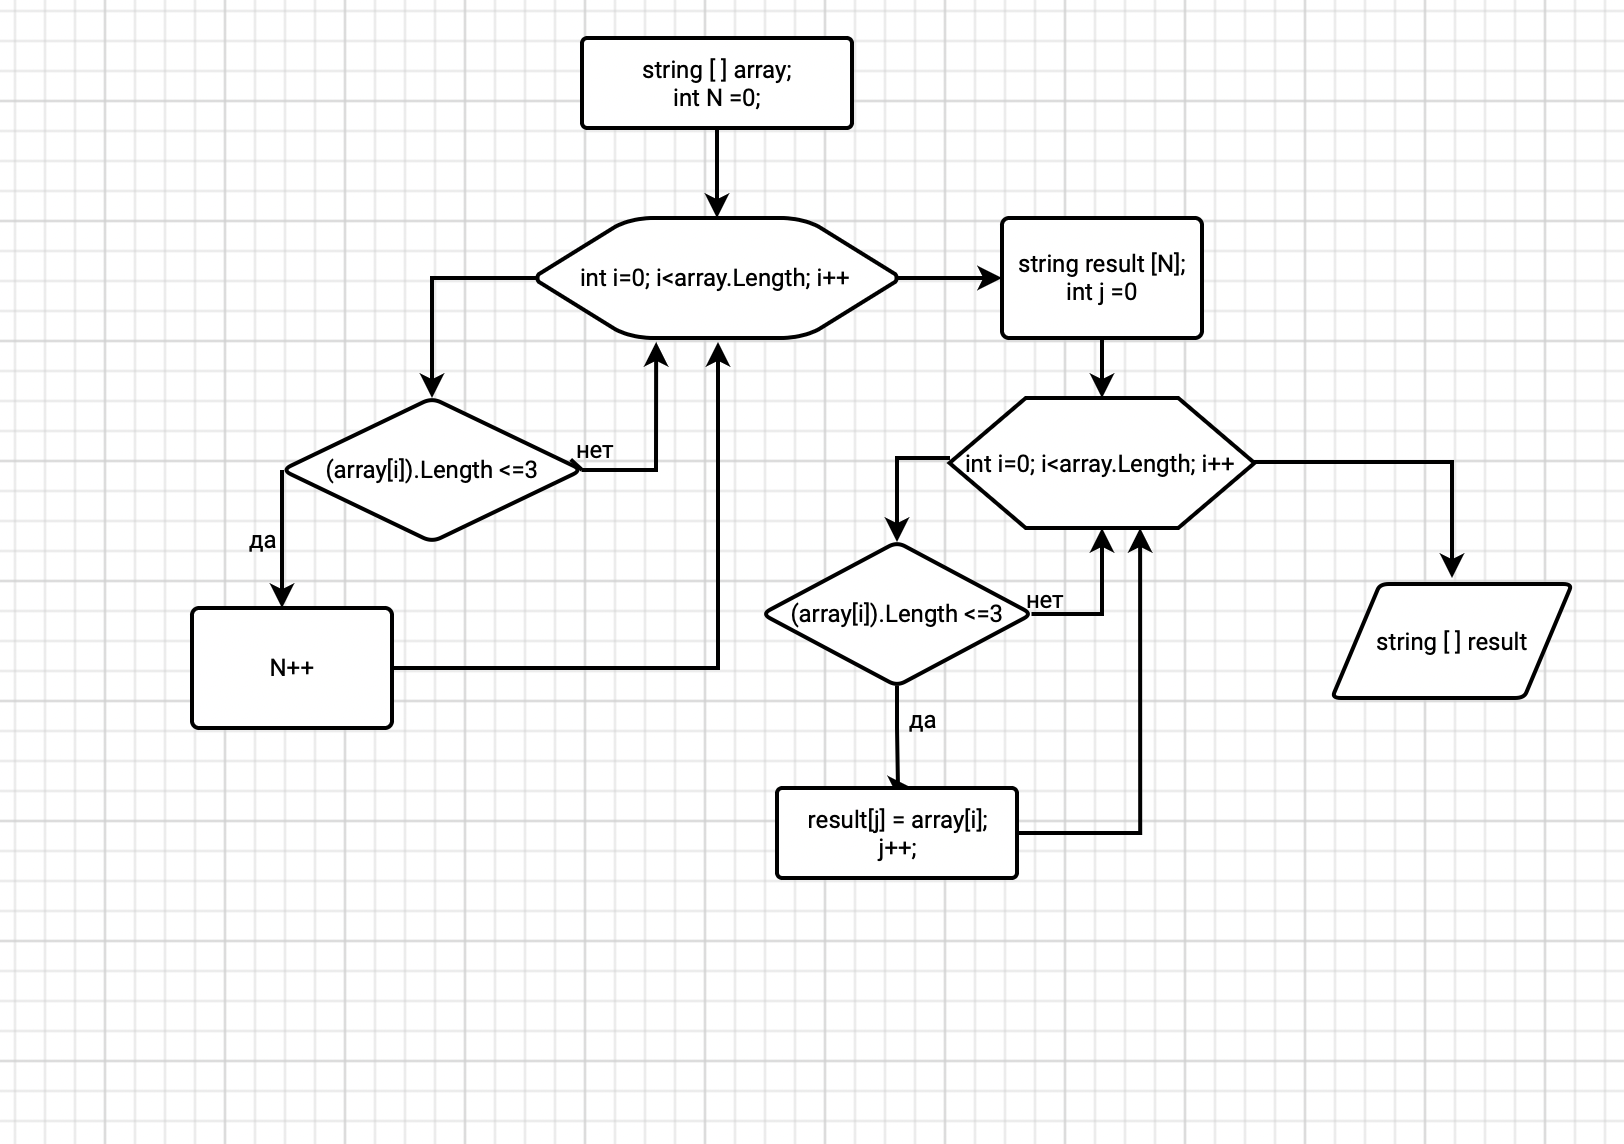 string [ ] array;
int N =0;
int i=0; i<array.Length; i++
string result [N];
int j =0
(array[i]).Length <=3
нет
да
N++
int i=0; i<array.Length; i++
(array[i]).Length <=3
нет
да
result[j] = array[i];
j++;
string [ ] result